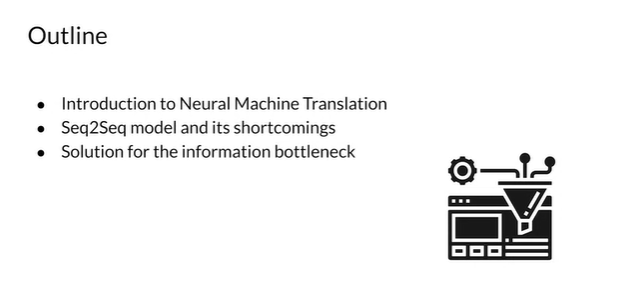 Outline
● Introduction to Neural Machine Translation
● Seq2Seq model and its shortcomings
● Solution for the information bottleneck